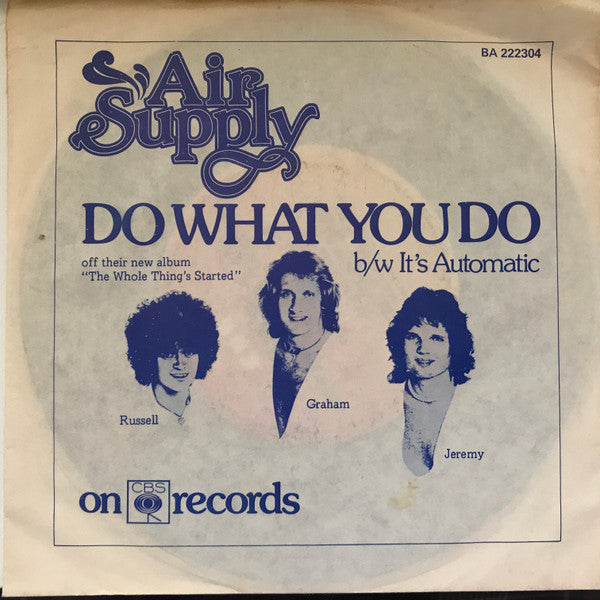 BA 222304
Air
Supply
DO WHAT YOU DO
off their new album
"The Whole Thing's Started"
b/w It's Automatic
Russell
Graham
Jeremy
on CBS records